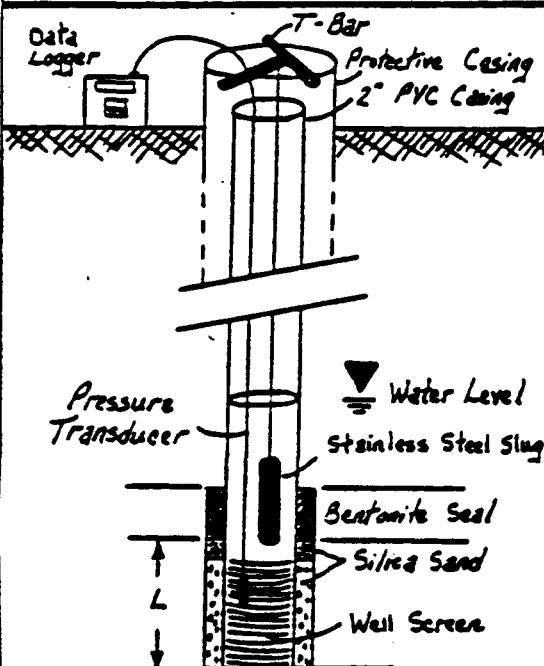 T-Bar
Data
Logger
Protective Casing
2" PVC Casing
Water Level
Pressure
Transducer
Stainless Steel Slug
Bentonite Seal
Silica Sand
L
Well Screen